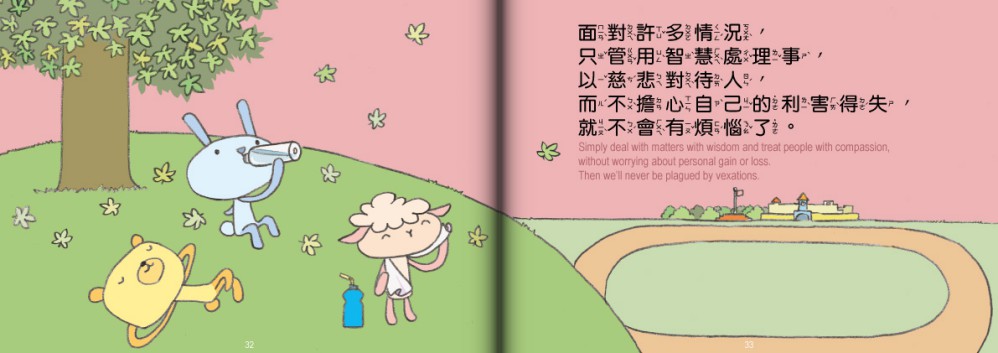 面對許多情況，
只管用智慧處理事，
以慈悲對待人，
而不擔心自己的利害得失，
就不會有煩惱了。
Simply deal with matters with wisdom and treat people with compassion,
without worrying about personal gain or loss.
Then we'll never be plagued by vexations.
32
33